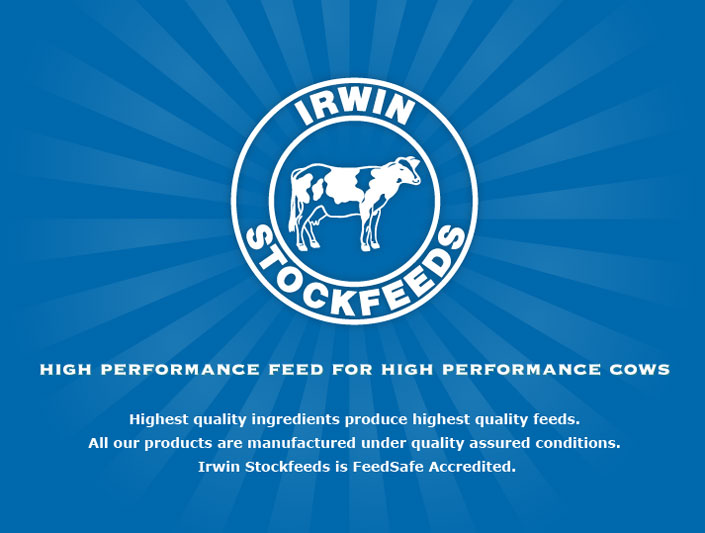 IRWIN
STOCKFEEDS
HIGH PERFORMANCE FEED FOR HIGH PERFORMANCE COWS
Highest quality ingredients produce highest quality feeds.
All our products are manufactured under quality assured conditions.
Irwin Stockfeeds is FeedSafe Accredited.